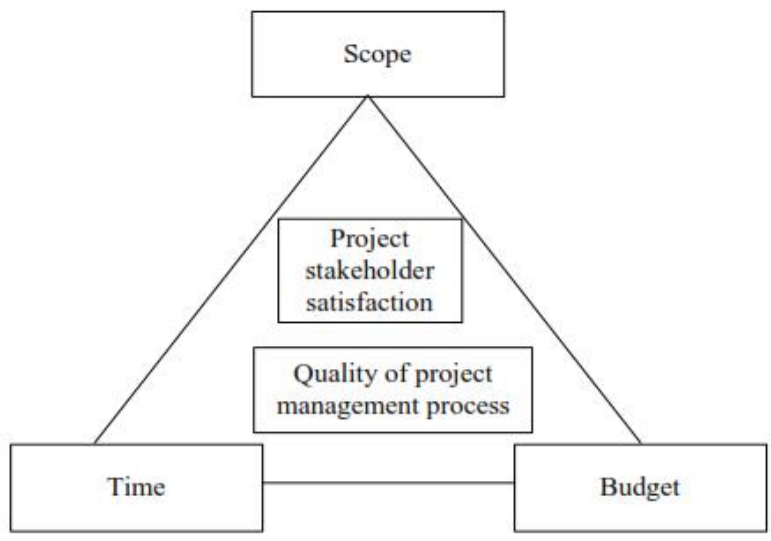 Scope
Project
stakeholder
satisfaction
Quality of project
management process
Time
Budget